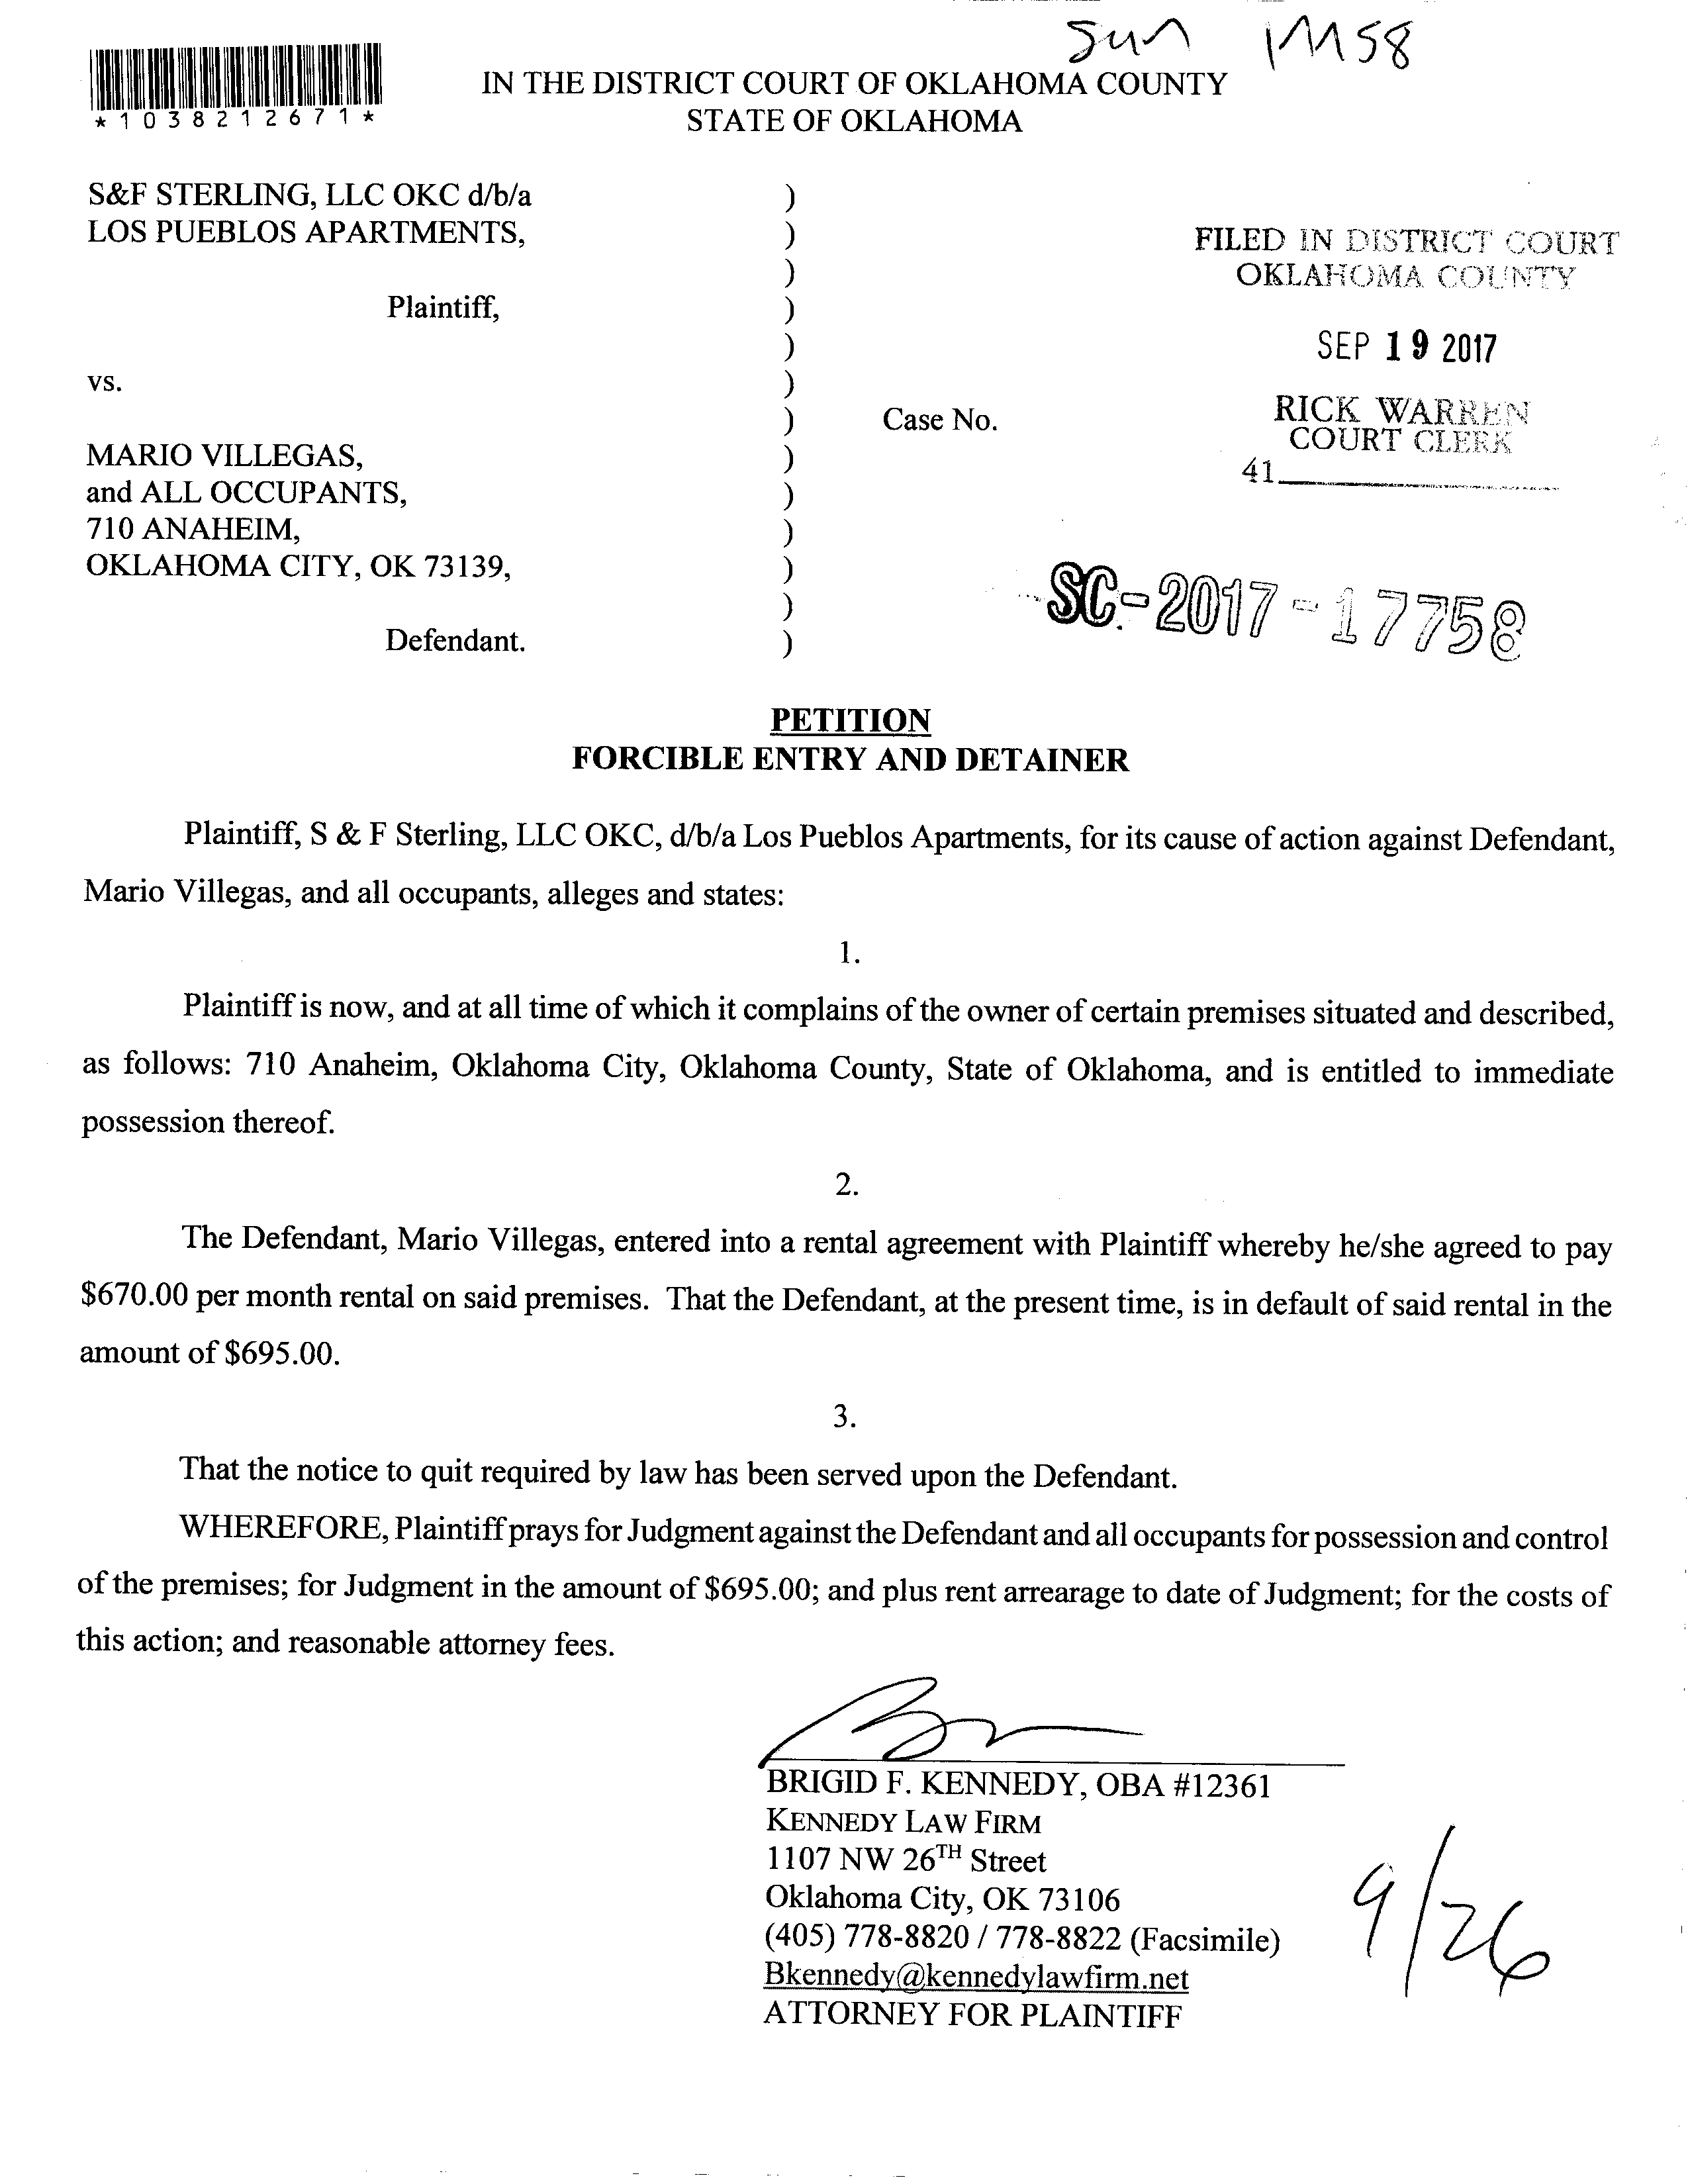 Sun 1M58
*1038212671*
IN THE DISTRICT COURT OF OKLAHOMA COUNTY
STATE OF OKLAHOMA
S&F STERLING, LLC OKC d/b/a )
LOS PUEBLOS APARTMENTS, )
)
Plaintiff, )
)
vs. )
) Case No.
MARIO VILLEGAS, )
and ALL OCCUPANTS, )
710 ANAHEIM, )
OKLAHOMA CITY, OK 73139, )
)
Defendant. )
FILED IN DISTRICT COURT
OKLAHOMA COUNTY
SEP 19 2017
RICK WARREN
COURT CLERK
41
SC-2017-17758
PETITION
FORCIBLE ENTRY AND DETAINER
Plaintiff, S & F Sterling, LLC OKC, d/b/a Los Pueblos Apartments, for its cause of action against Defendant,
Mario Villegas, and all occupants, alleges and states:
1.
Plaintiff is now, and at all time of which it complains of the owner of certain premises situated and described,
as follows: 710 Anaheim, Oklahoma City, Oklahoma County, State of Oklahoma, and is entitled to immediate
possession thereof.
2.
The Defendant, Mario Villegas, entered into a rental agreement with Plaintiff whereby he/she agreed to pay
$670.00 per month rental on said premises. That the Defendant, at the present time, is in default of said rental in the
amount of $695.00.
3.
That the notice to quit required by law has been served upon the Defendant.
WHEREFORE, Plaintiff prays for Judgment against the Defendant and all occupants for possession and control
of the premises; for Judgment in the amount of $695.00; and plus rent arrearage to date of Judgment; for the costs of
this action; and reasonable attorney fees.
BRIGID F. KENNEDY, OBA #12361
KENNEDY LAW FIRM
1107 NW 26TH Street
Oklahoma City, OK 73106
(405) 778-8820 / 778-8822 (Facsimile)
Bkennedy@kennedylawfirm.net
ATTORNEY FOR PLAINTIFF
9/26